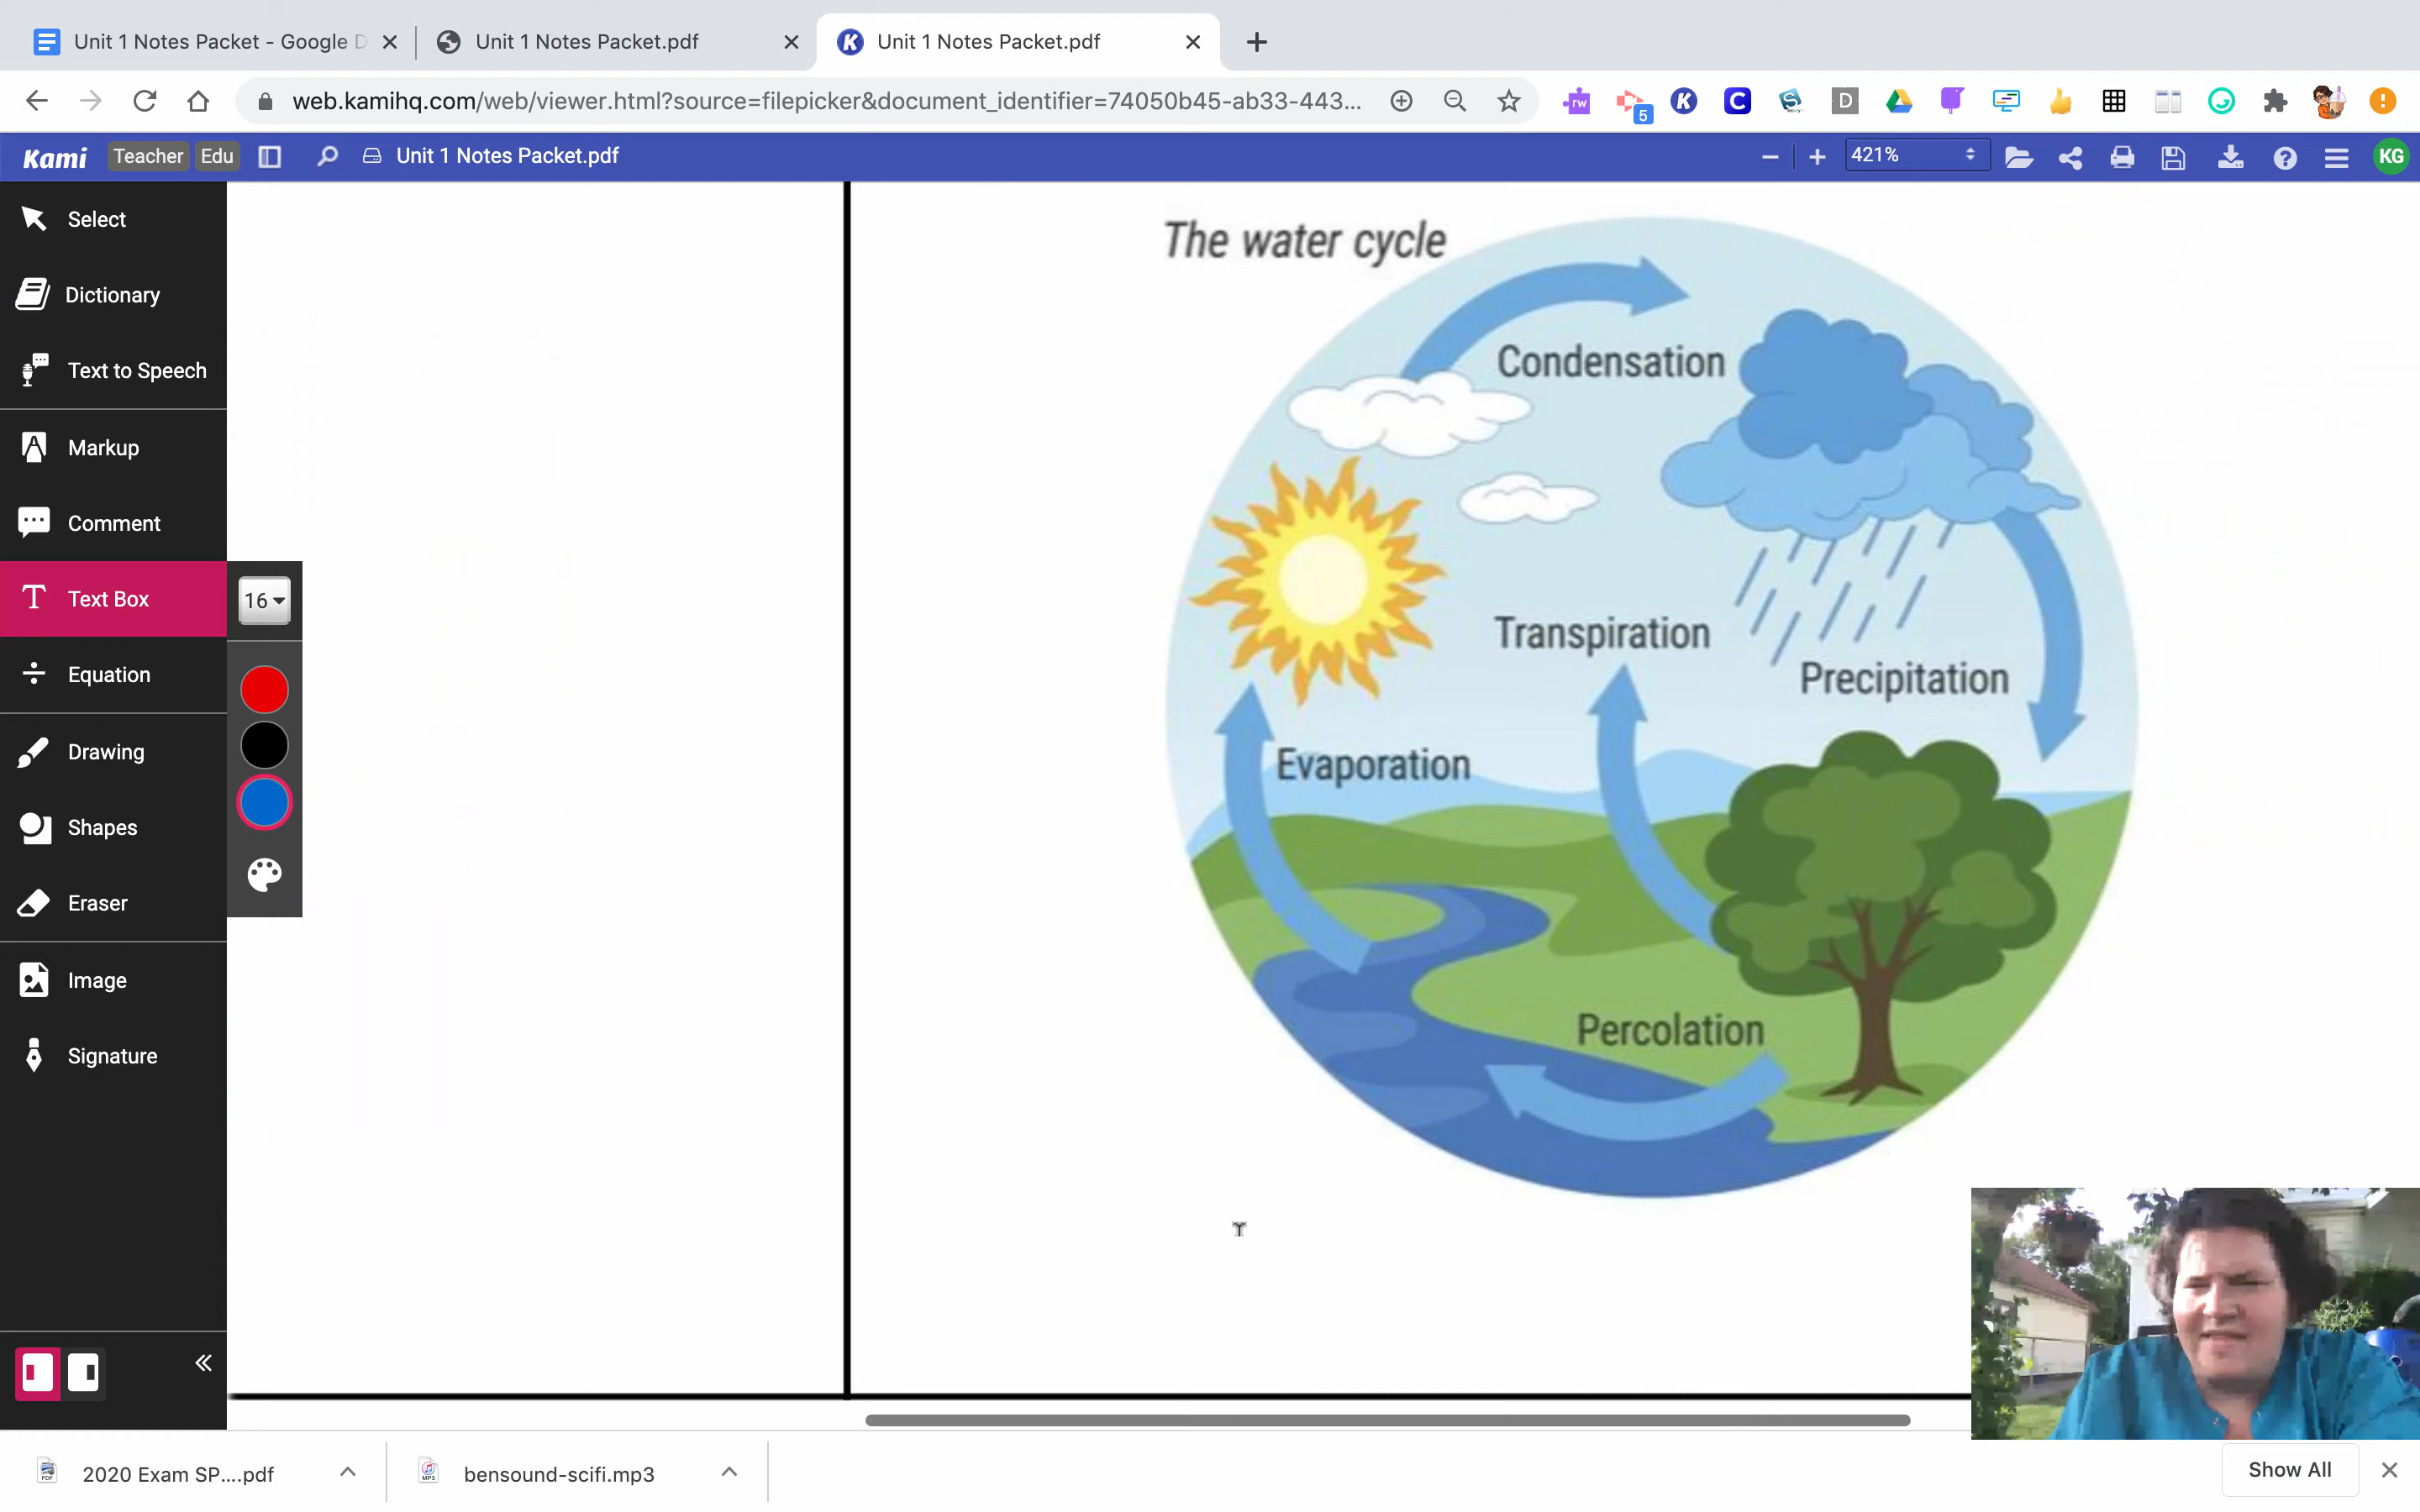 Unit 1 Notes Packet - Google D
Unit 1 Notes Packet.pdf
Unit 1 Notes Packet.pdf
web.kamihq.com/web/viewer.html?source=filepicker&document_identifier=74050b45-ab33-443...
rw
5
K
C
S
D
Kami Teacher Edu Unit 1 Notes Packet.pdf
421%
KG
Select
Dictionary
Text to Speech
Markup
Comment
Text Box
16
Equation
Drawing
Shapes
Eraser
Image
Signature
The water cycle
Condensation
Transpiration
Precipitation
Evaporation
Percolation
2020 Exam SP....pdf
bensound-scifi.mp3
Show All